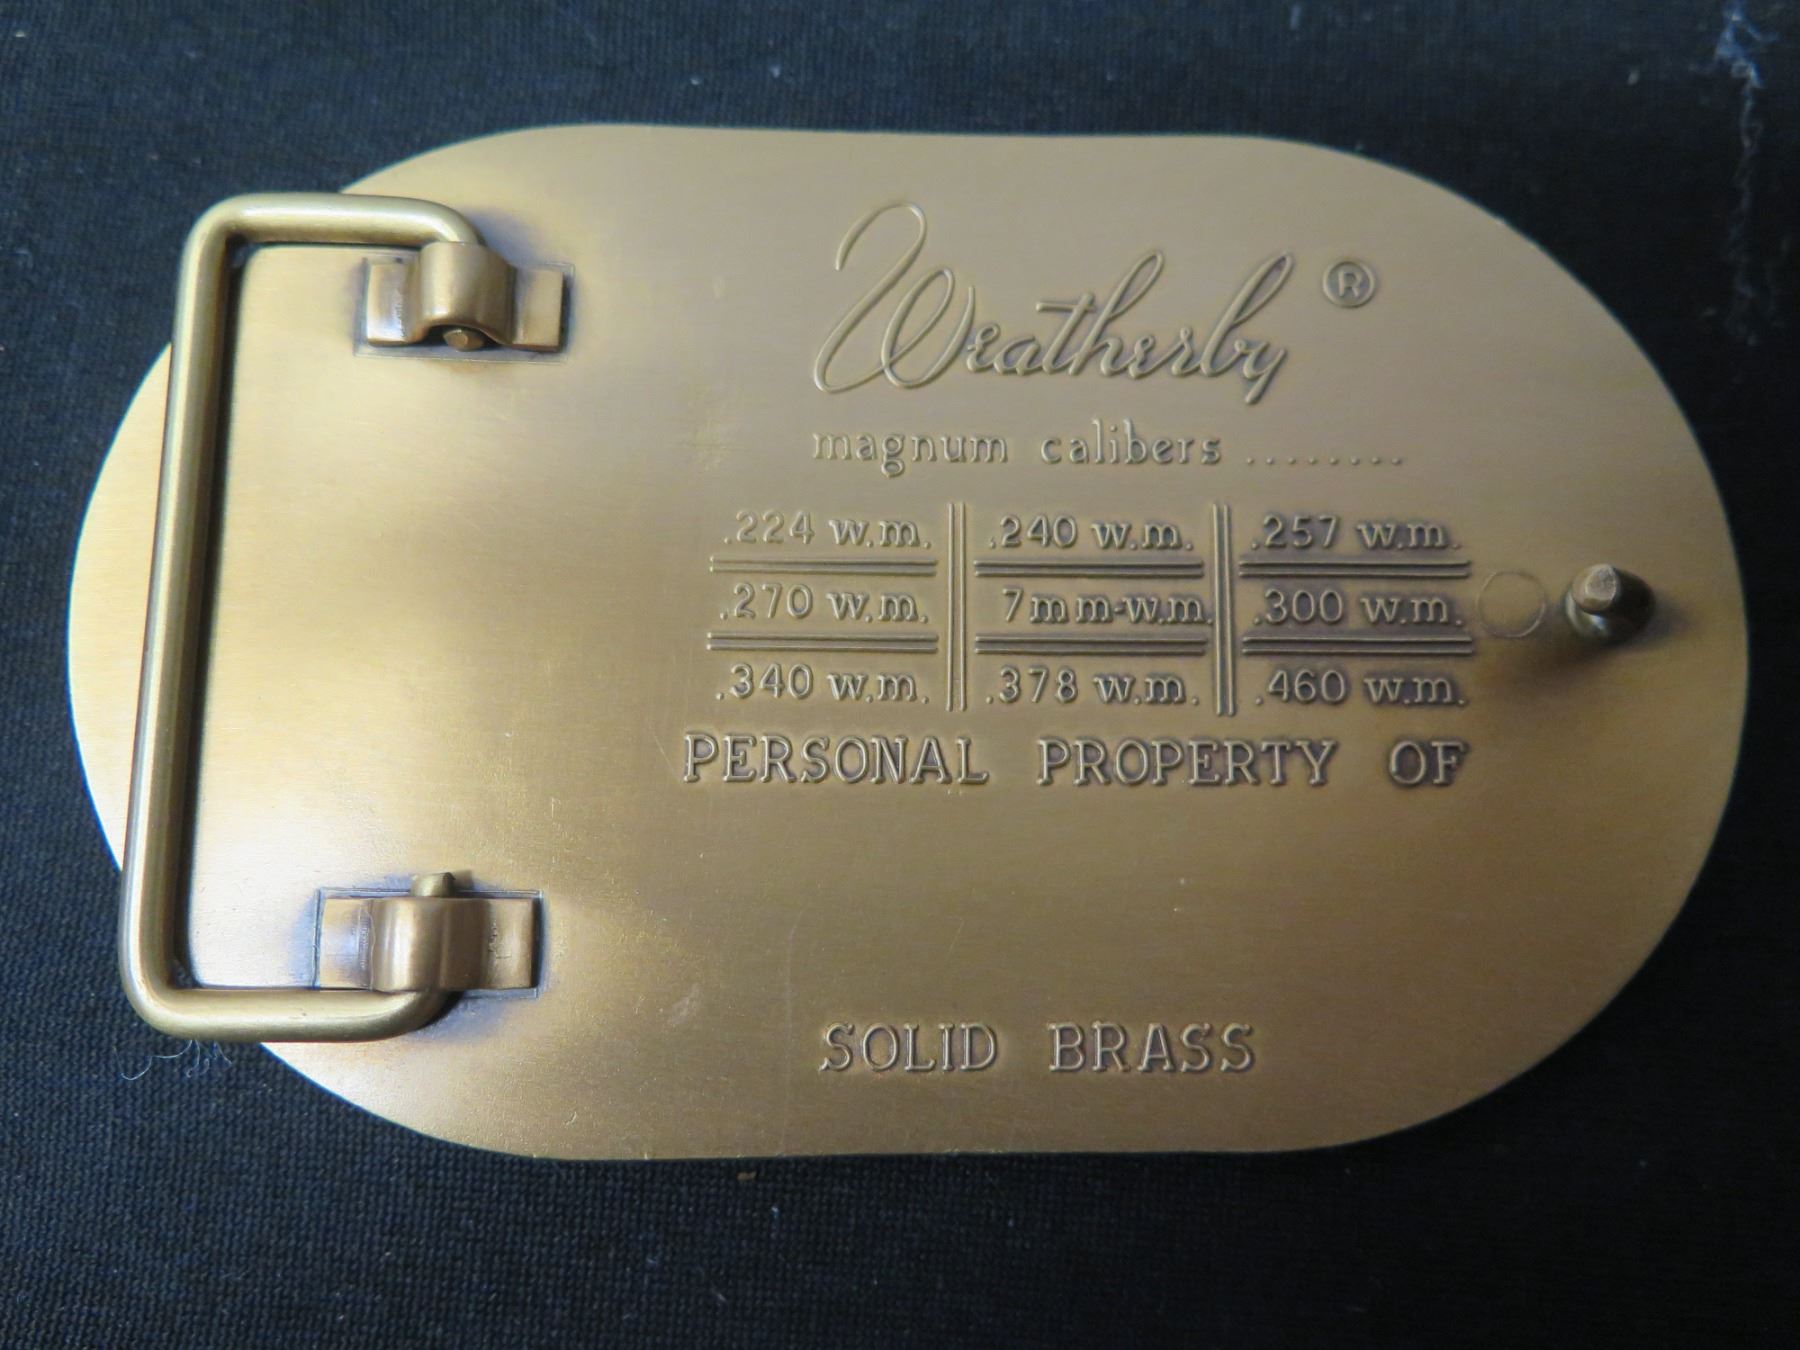 Weatherby ®
magnum calibers ........
.224 w.m. .240 w.m. .257 w.m.
.270 w.m. 7mm-w.m. .300 w.m.
.340 w.m. .378 w.m. .460 w.m.
PERSONAL PROPERTY OF
SOLID BRASS